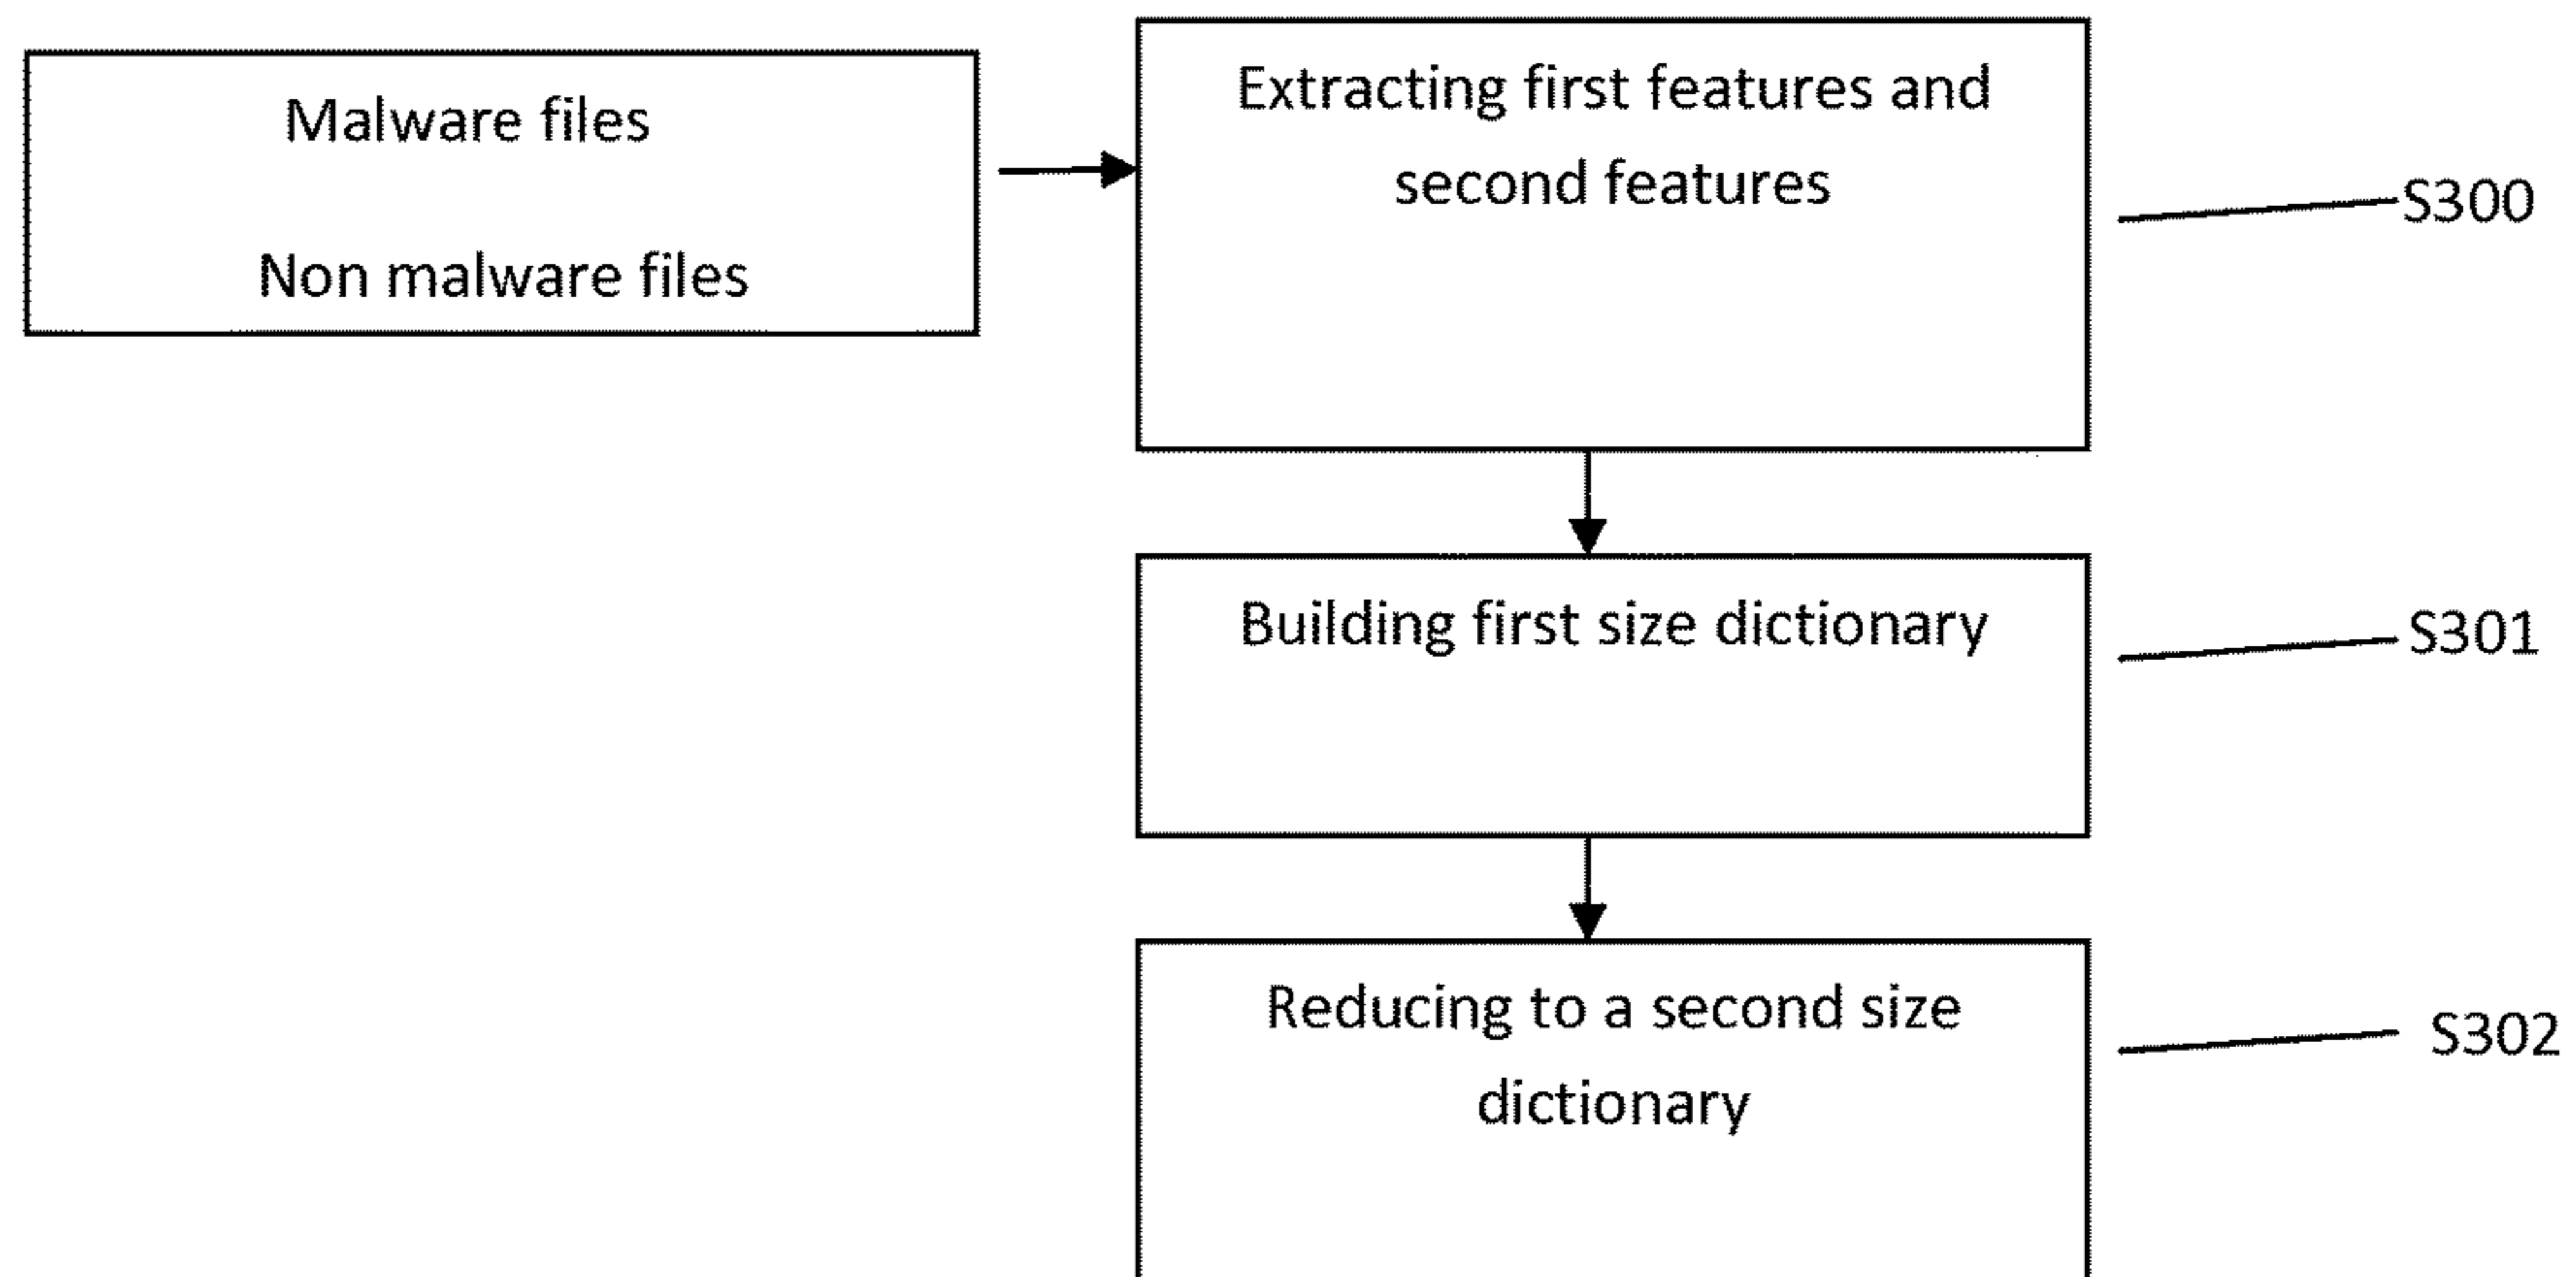 Malware files
Non malware files
Extracting first features and
second features
S300
Building first size dictionary
S301
Reducing to a second size
dictionary
S302